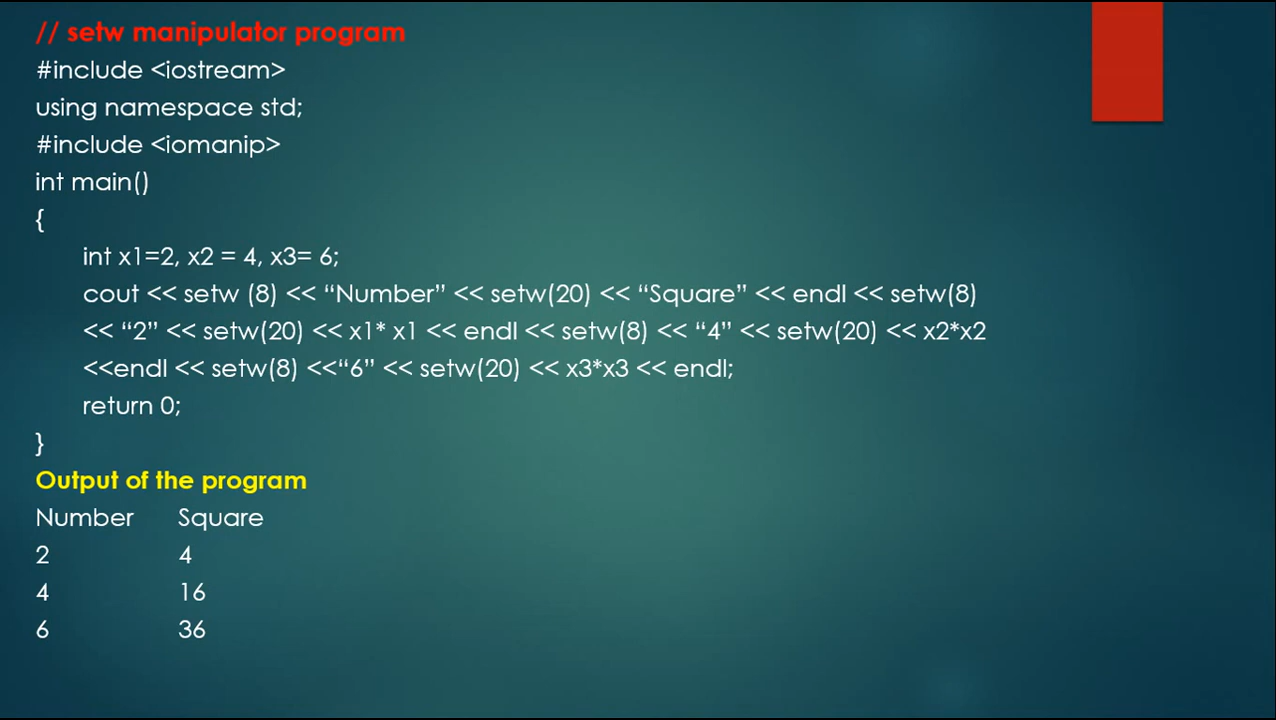 // setw manipulator program
#include <iostream>
using namespace std;
#include <iomanip>
int main()
{
int x1=2, x2 = 4, x3= 6;
cout << setw (8) << “Number” << setw(20) << “Square” << endl << setw(8)
<< “2” << setw(20) << x1* x1 << endl << setw(8) << “4” << setw(20) << x2*x2
<<endl << setw(8) <<“6” << setw(20) << x3*x3 << endl;
return 0;
}
Output of the program
Number Square
2 4
4 16
6 36